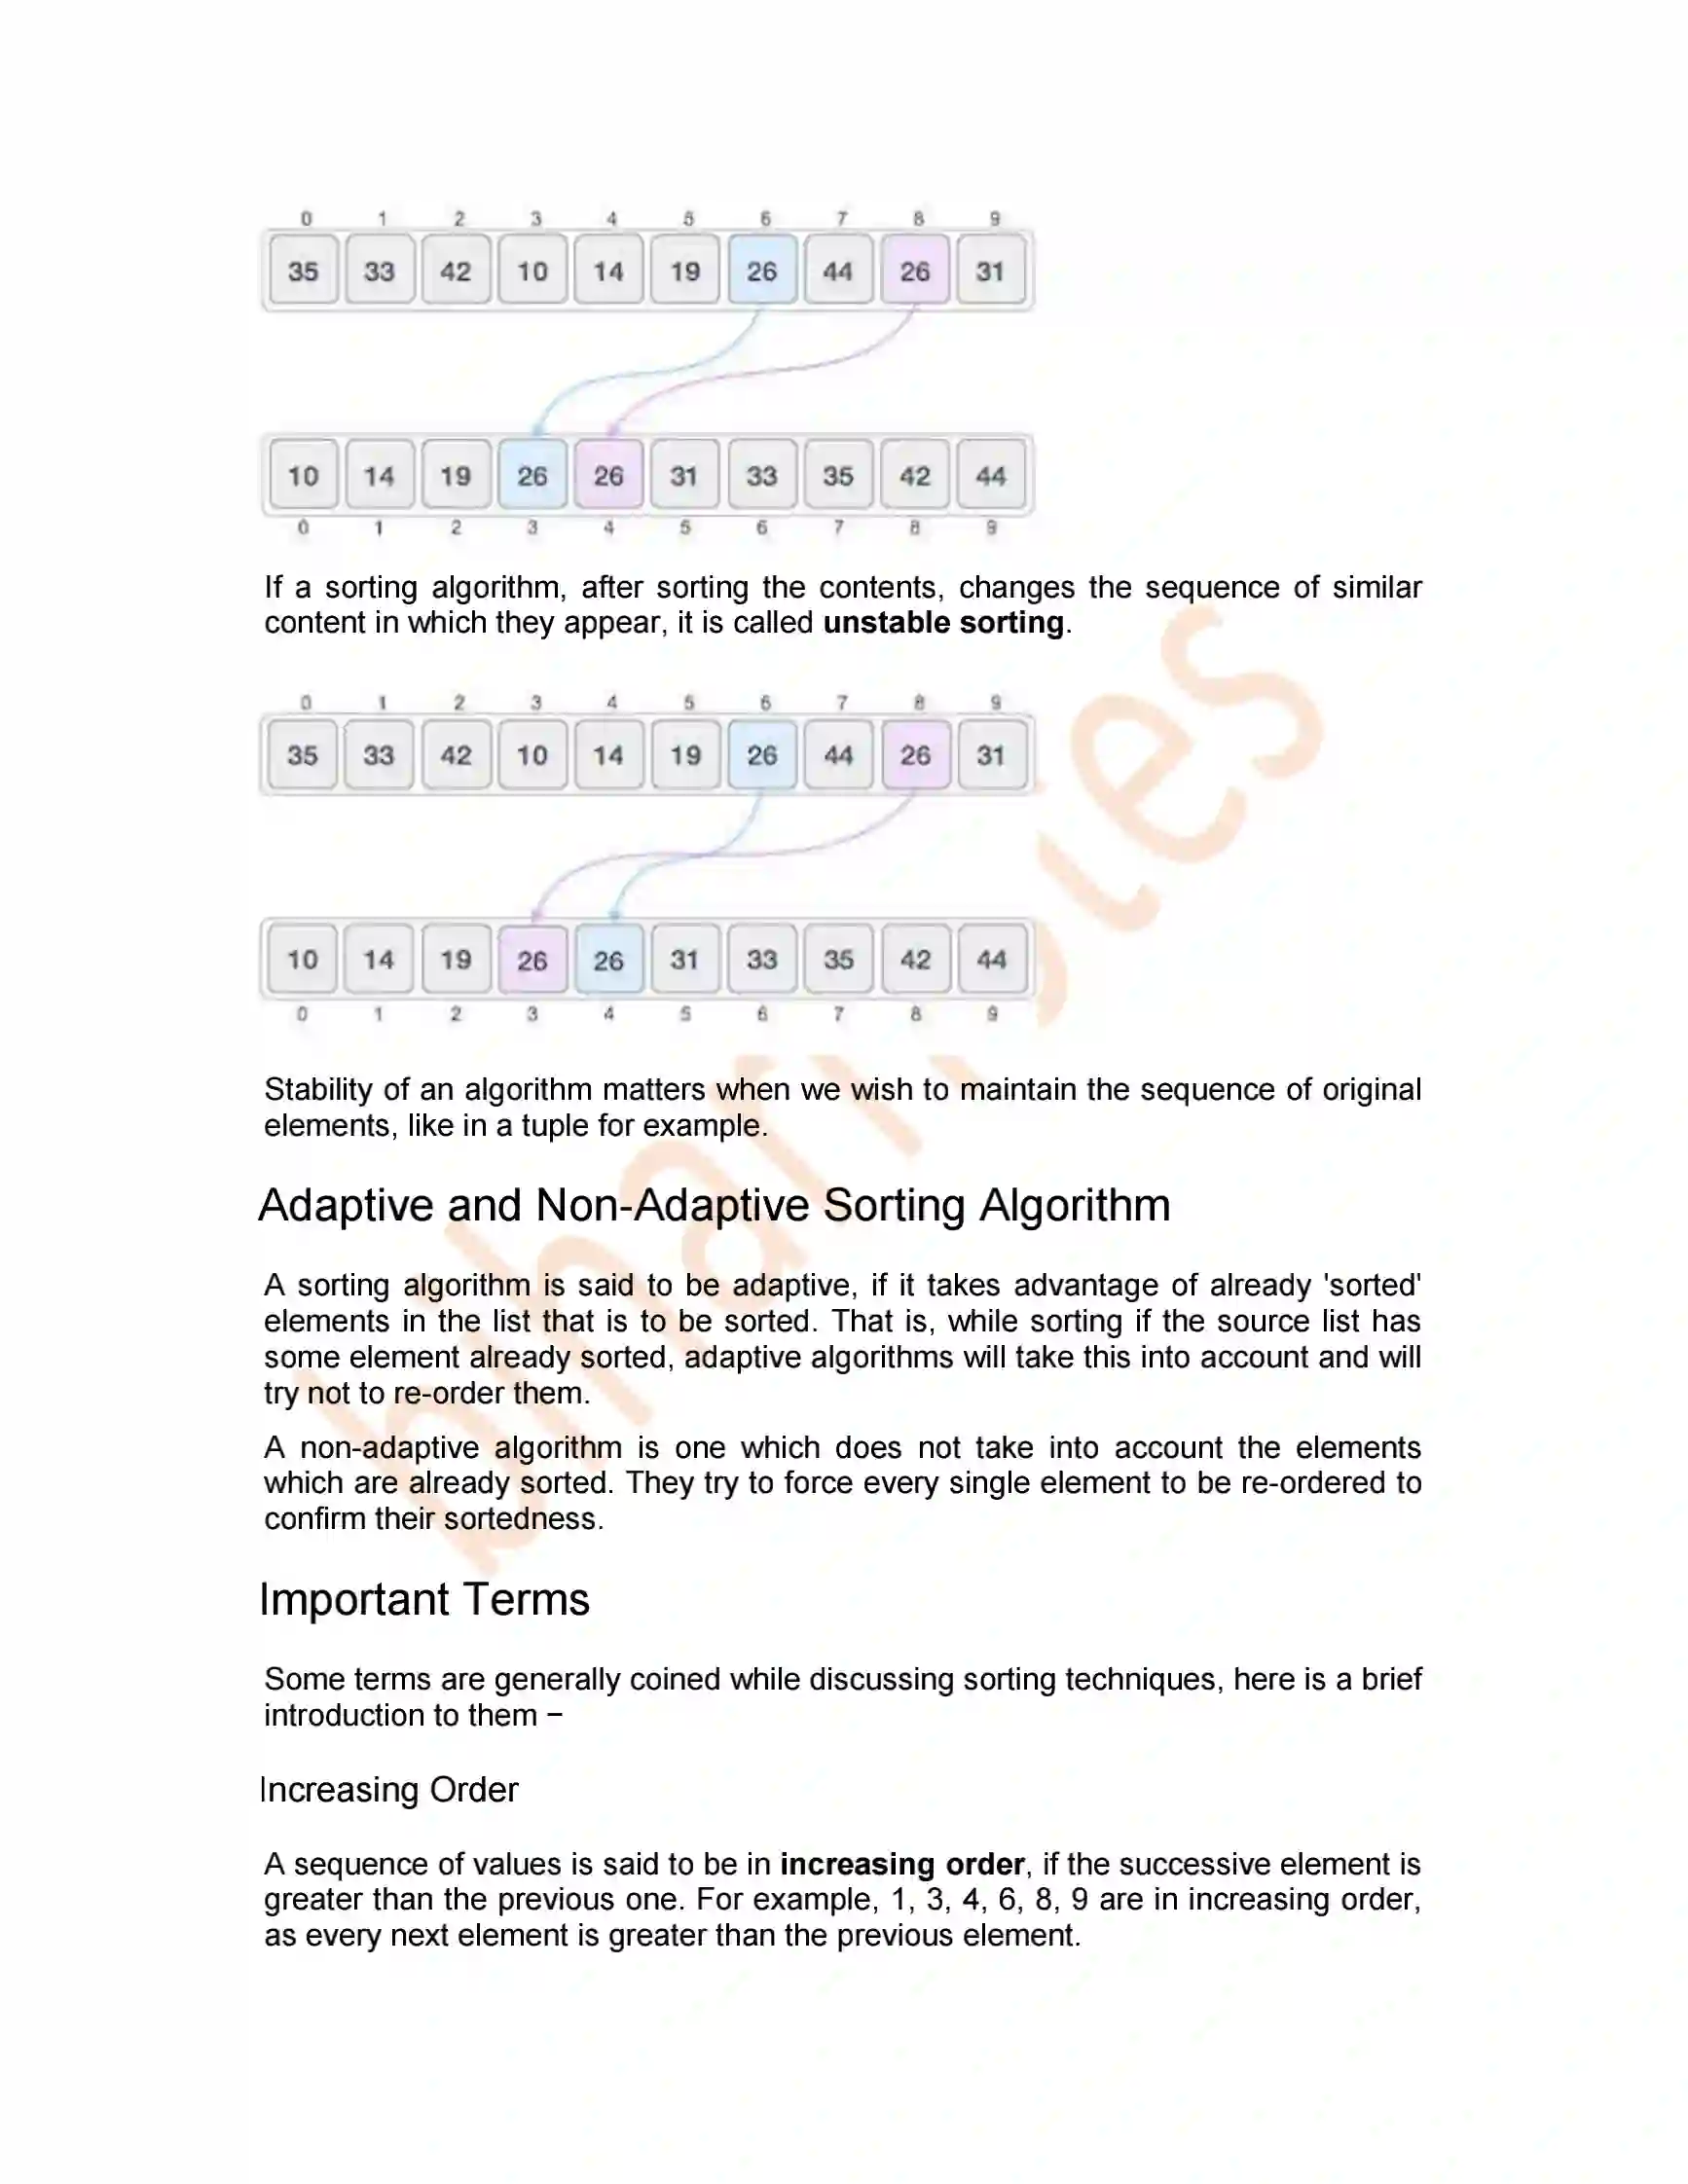 0 1 2 3 4 5 6 7 8 9
35 33 42 10 14 19 26 44 26 31
10 14 19 26 26 31 33 35 42 44
0 1 2 3 4 5 6 7 8 9
If a sorting algorithm, after sorting the contents, changes the sequence of similar
content in which they appear, it is called unstable sorting.
0 1 2 3 4 5 6 7 8 9
35 33 42 10 14 19 26 44 26 31
10 14 19 26 26 31 33 35 42 44
0 1 2 3 4 5 6 7 8 9
Stability of an algorithm matters when we wish to maintain the sequence of original
elements, like in a tuple for example.
Adaptive and Non-Adaptive Sorting Algorithm
A sorting algorithm is said to be adaptive, if it takes advantage of already 'sorted'
elements in the list that is to be sorted. That is, while sorting if the source list has
some element already sorted, adaptive algorithms will take this into account and will
try not to re-order them.
A non-adaptive algorithm is one which does not take into account the elements
which are already sorted. They try to force every single element to be re-ordered to
confirm their sortedness.
Important Terms
Some terms are generally coined while discussing sorting techniques, here is a brief
introduction to them −
Increasing Order
A sequence of values is said to be in increasing order, if the successive element is
greater than the previous one. For example, 1, 3, 4, 6, 8, 9 are in increasing order,
as every next element is greater than the previous element.